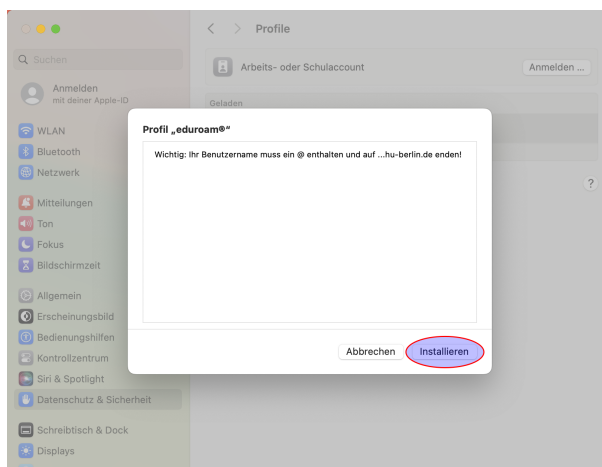 Profile
Suchen
Arbeits- oder Schulaccount
Anmelden ...
Anmelden
mit deiner Apple-ID
Geladen
Profil „eduroam®“
WLAN
Wichtig: Ihr Benutzername muss ein @ enthalten und auf ...hu-berlin.de enden!
Bluetooth
Netzwerk
?
Mitteilungen
Ton
Fokus
Bildschirmzeit
Allgemein
Erscheinungsbild
Bedienungshilfen
Kontrollzentrum
Abbrechen
Installieren
Siri & Spotlight
Datenschutz & Sicherheit
Schreibtisch & Dock
Displays